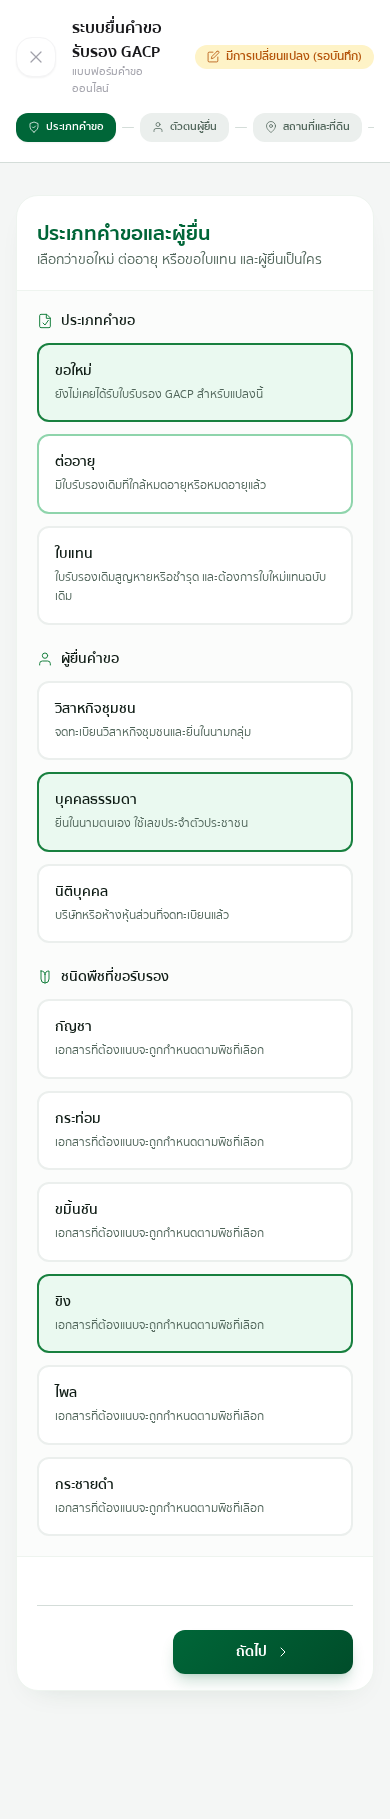 ระบบยื่นคำขอ
รับรอง GACP
แบบฟอร์มคำขอ
ออนไลน์
มีการเปลี่ยนแปลง (รอบันทึก)
ประเภทคำขอ
ตัวตนผู้ยื่น
สถานที่และที่ดิน
ประเภทคำขอและผู้ยื่น
เลือกว่าขอใหม่ ต่ออายุ หรือขอใบแทน และผู้ยื่นเป็นใคร
ประเภทคำขอ
ขอใหม่
ยังไม่เคยได้รับใบรับรอง GACP สำหรับแปลงนี้
ต่ออายุ
มีใบรับรองเดิมที่ใกล้หมดอายุหรือหมดอายุแล้ว
ใบแทน
ใบรับรองเดิมสูญหายหรือชำรุด และต้องการใบใหม่แทนฉบับ
เดิม
ผู้ยื่นคำขอ
วิสาหกิจชุมชน
จดทะเบียนวิสาหกิจชุมชนและยื่นในนามกลุ่ม
บุคคลธรรมดา
ยื่นในนามตนเอง ใช้เลขประจำตัวประชาชน
นิติบุคคล
บริษัทหรือห้างหุ้นส่วนที่จดทะเบียนแล้ว
ชนิดพืชที่ขอรับรอง
กัญชา
เอกสารที่ต้องแนบจะถูกกำหนดตามพืชที่เลือก
กระท่อม
เอกสารที่ต้องแนบจะถูกกำหนดตามพืชที่เลือก
ขมิ้นชัน
เอกสารที่ต้องแนบจะถูกกำหนดตามพืชที่เลือก
ขิง
เอกสารที่ต้องแนบจะถูกกำหนดตามพืชที่เลือก
ไพล
เอกสารที่ต้องแนบจะถูกกำหนดตามพืชที่เลือก
กระชายดำ
เอกสารที่ต้องแนบจะถูกกำหนดตามพืชที่เลือก
ถัดไป